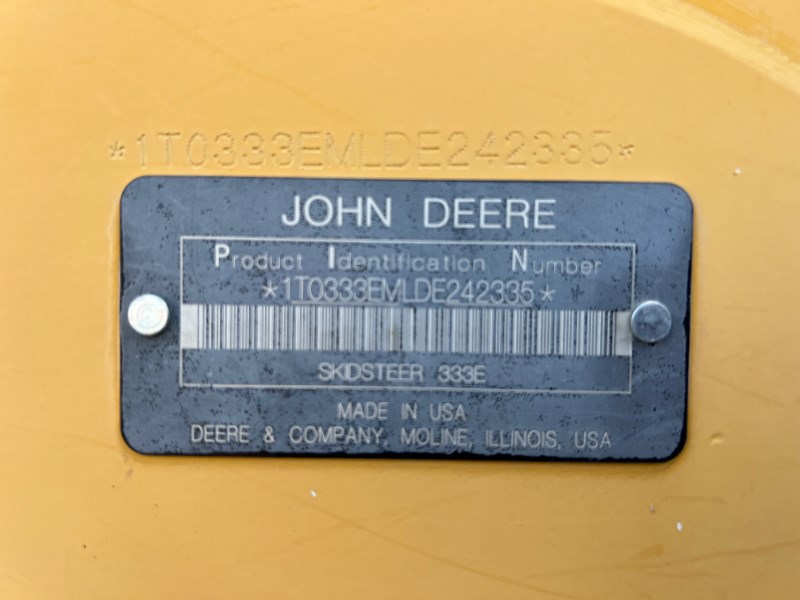 *1T0333EMLDE242335*
JOHN DEERE
Product Identification Number
*1T0333EMLDE242335*
SKIDSTEER 333E
MADE IN USA
DEERE & COMPANY, MOLINE, ILLINOIS, USA